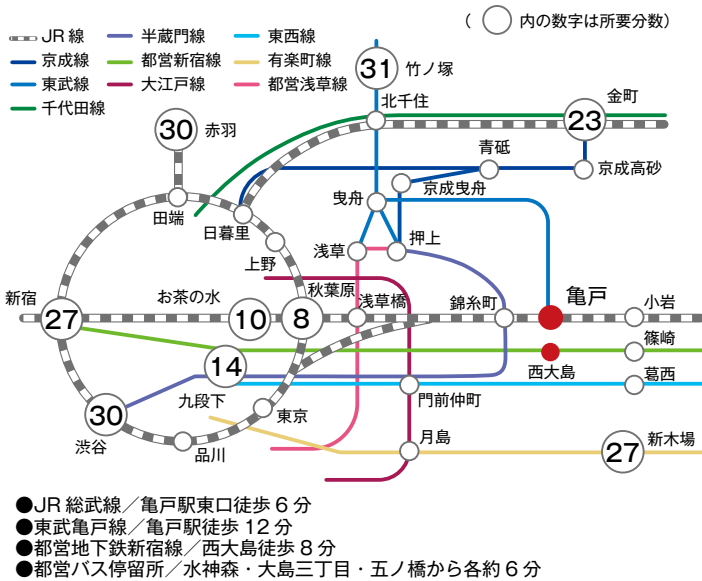 ( 内の数字は所要分数)
JR 線
半蔵門線
東西線
京成線
都営新宿線
有楽町線
東武線
大江戸線
都営浅草線
千代田線
31
竹ノ塚
北千住
金町
23
30
赤羽
青砥
京成高砂
京成曳舟
田端
日暮里
曳舟
上野
浅草
押上
新宿
27
お茶の水
10
秋葉原
8
浅草橋
錦糸町
亀戸
小岩
篠崎
14
西大島
葛西
九段下
門前仲町
30
渋谷
東京
品川
月島
27
新木場
●JR 総武線／亀戸駅東口徒歩 6 分
●東武亀戸線／亀戸駅徒歩 12 分
●都営地下鉄新宿線／西大島徒歩 8 分
●都営バス停留所／水神森・大島三丁目・五ノ橋から各約 6 分